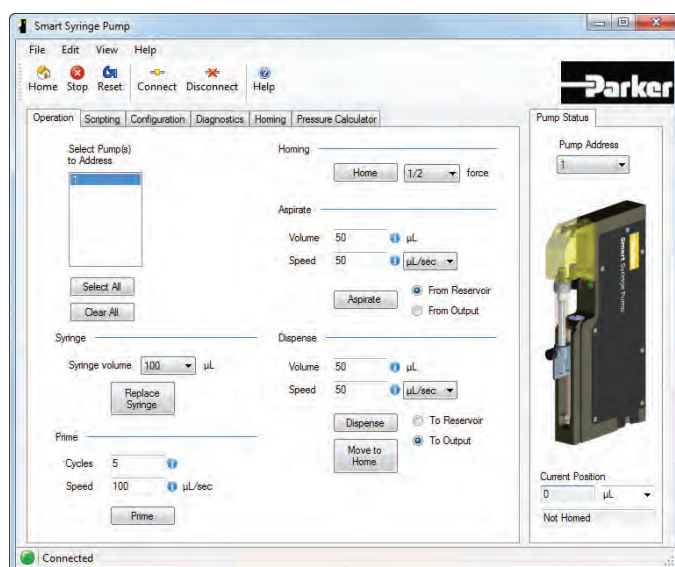 Smart Syringe Pump
File Edit View Help
Home Stop Reset Connect Disconnect Help
Parker
Operation Scripting Configuration Diagnostics Homing Pressure Calculator
Select Pump(s)
to Address
1
Select All
Clear All
Syringe
Syringe volume 100 µL
Replace
Syringe
Prime
Cycles 5
Speed 100 µL/sec
Prime
Homing
Home 1/2 force
Aspirate
Volume 50 µL
Speed 50 µL/sec
Aspirate
From Reservoir
From Output
Dispense
Volume 50 µL
Speed 50 µL/sec
Dispense
To Reservoir
To Output
Move to
Home
Pump Status
Pump Address
1
Smart Syringe Pump
Current Position
0 µL
Not Homed
Connected